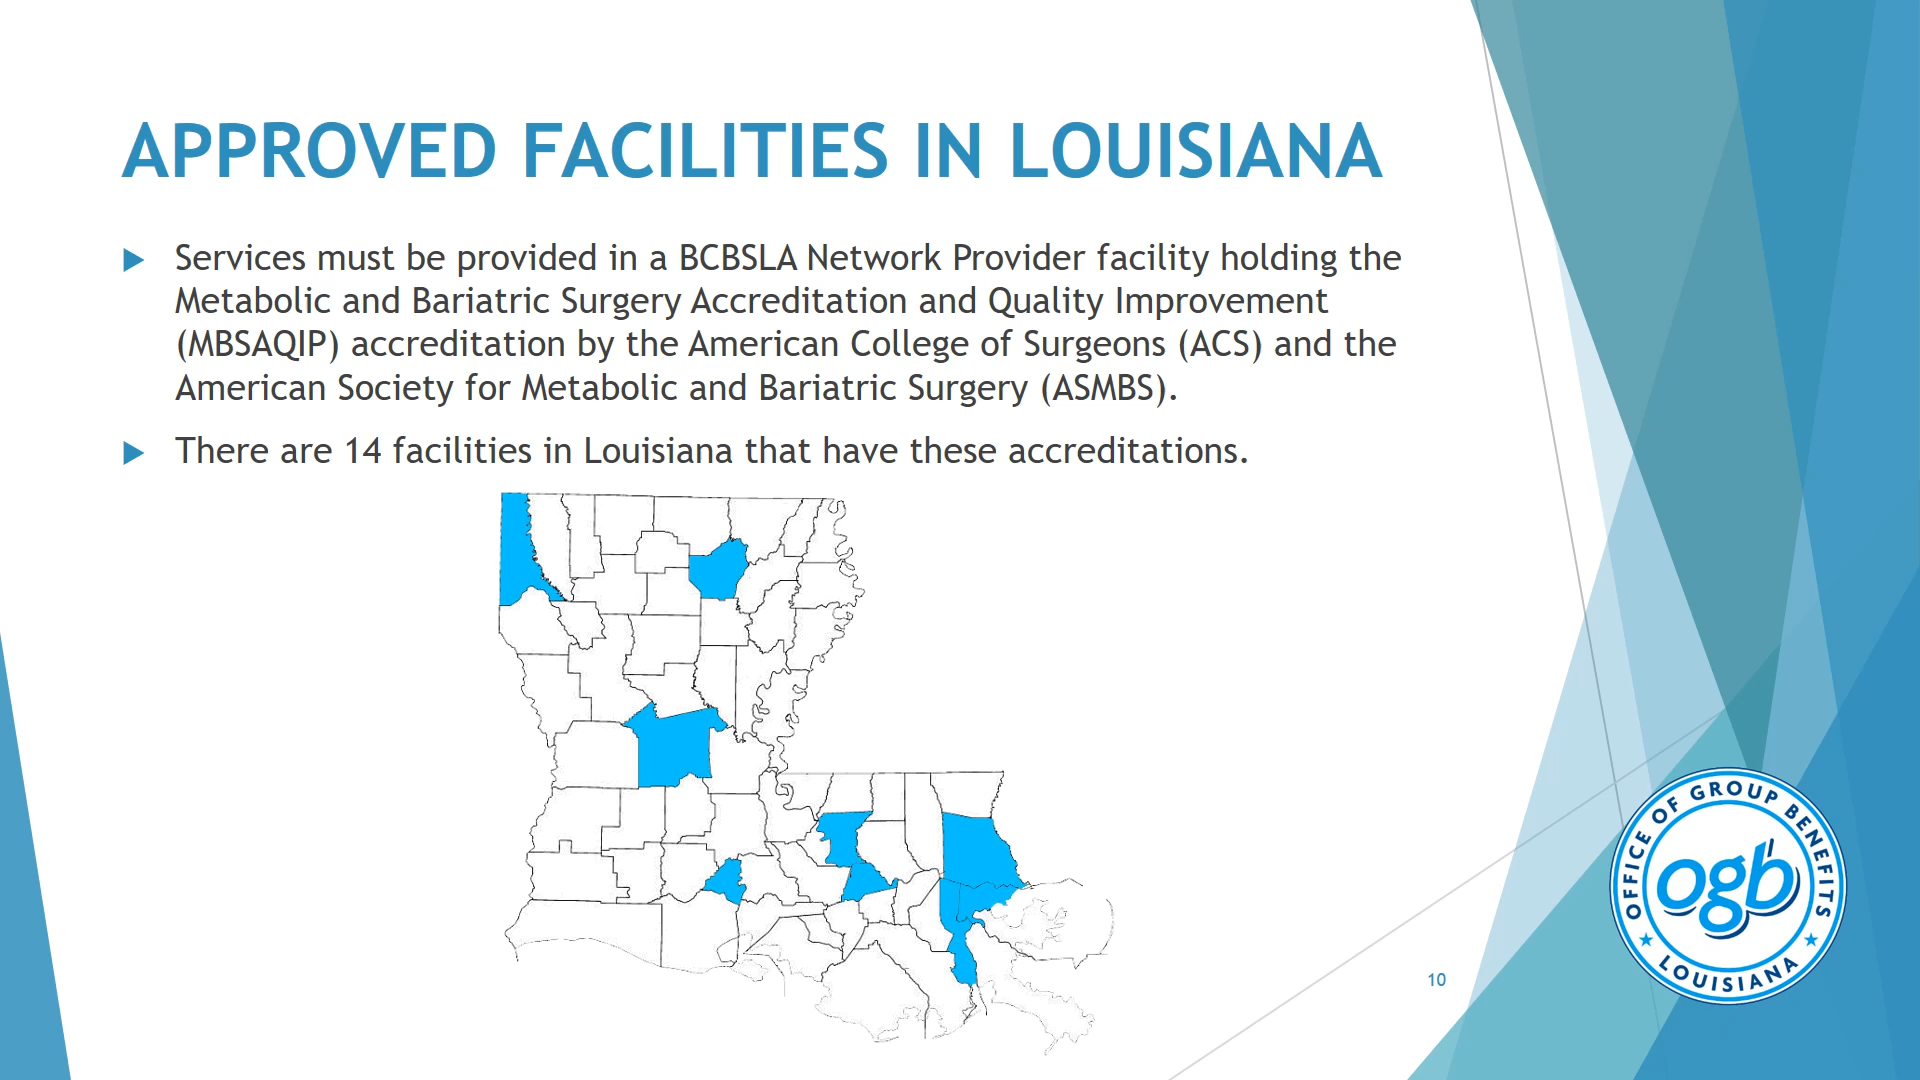 APPROVED FACILITIES IN LOUISIANA
Services must be provided in a BCBSLA Network Provider facility holding the
Metabolic and Bariatric Surgery Accreditation and Quality Improvement
(MBSAQIP) accreditation by the American College of Surgeons (ACS) and the
American Society for Metabolic and Bariatric Surgery (ASMBS).
There are 14 facilities in Louisiana that have these accreditations.
OFFICE OF GROUP BENEFITS
ogb
LOUISIANA
10